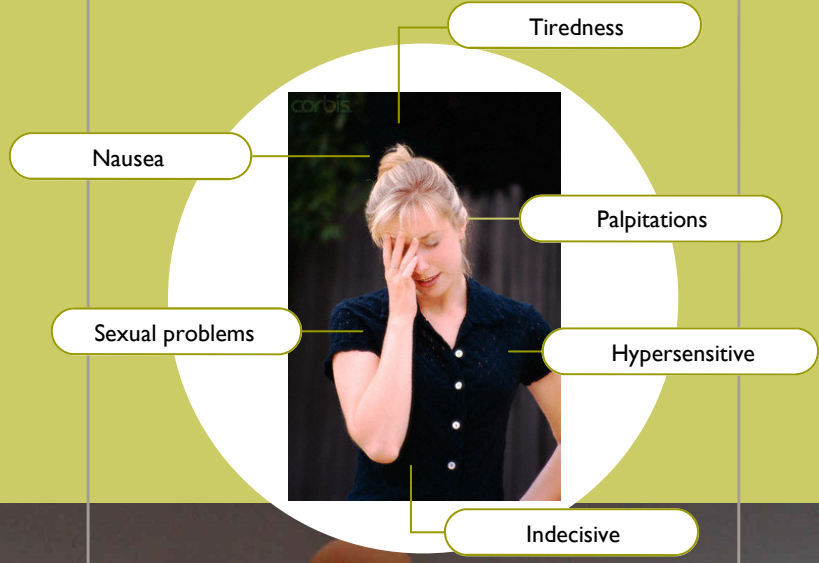 Tiredness
corbis
Nausea
Palpitations
Sexual problems
Hypersensitive
Indecisive